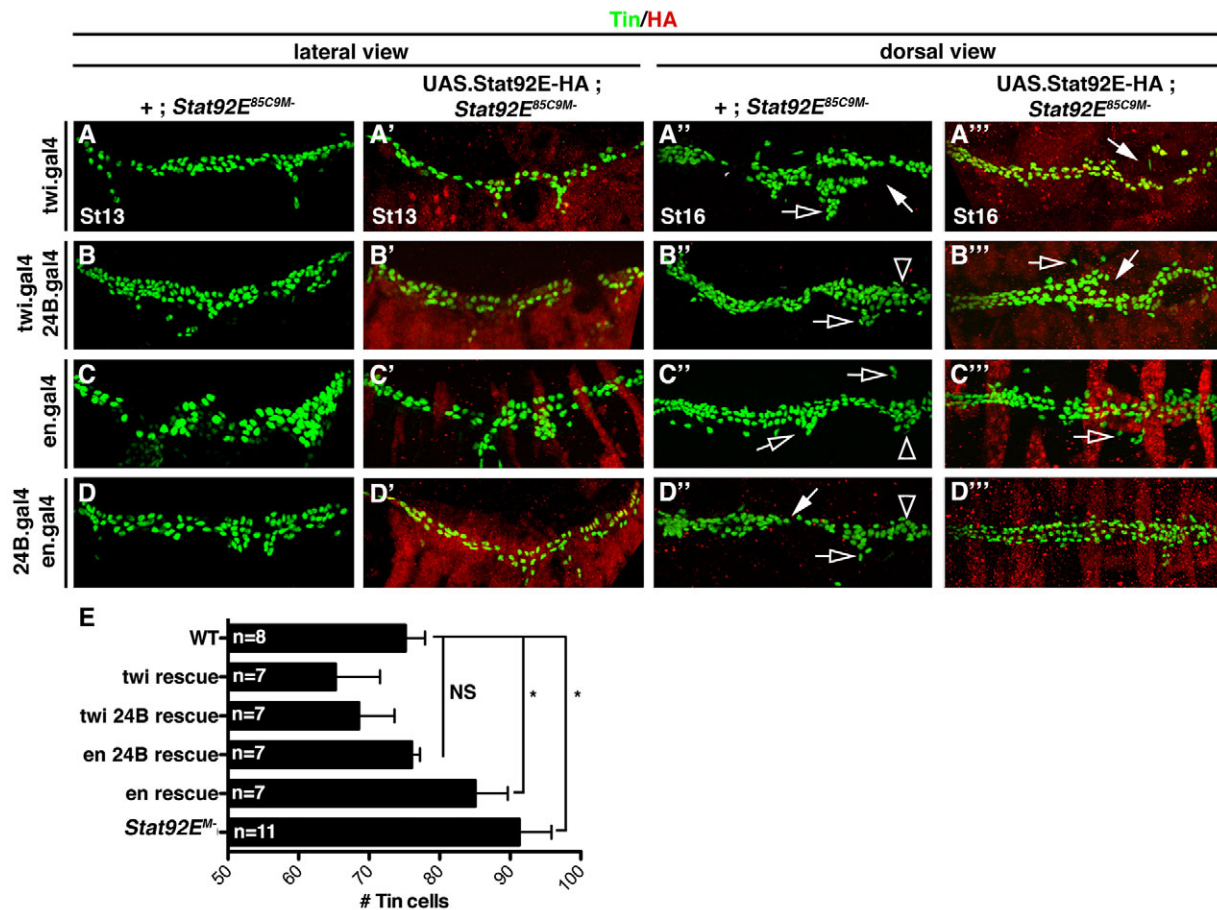 Tin/HA
lateral view
dorsal view
+ ; Stat92E85C9M-
UAS.Stat92E-HA ;
Stat92E85C9M-
+ ; Stat92E85C9M-
UAS.Stat92E-HA ;
Stat92E85C9M-
twi.gal4
A
St13
A'
St13
A''
St16
A'''
St16
twi.gal4
24B.gal4
B
B'
B''
B'''
en.gal4
C
C'
C''
C'''
24B.gal4
en.gal4
D
D'
D''
D'''
E
WT
n=8
twi rescue
n=7
twi 24B rescue
n=7
en 24B rescue
n=7
en rescue
n=7
Stat92EM-
n=11
NS
*
*
50
60
70
80
90
100
# Tin cells